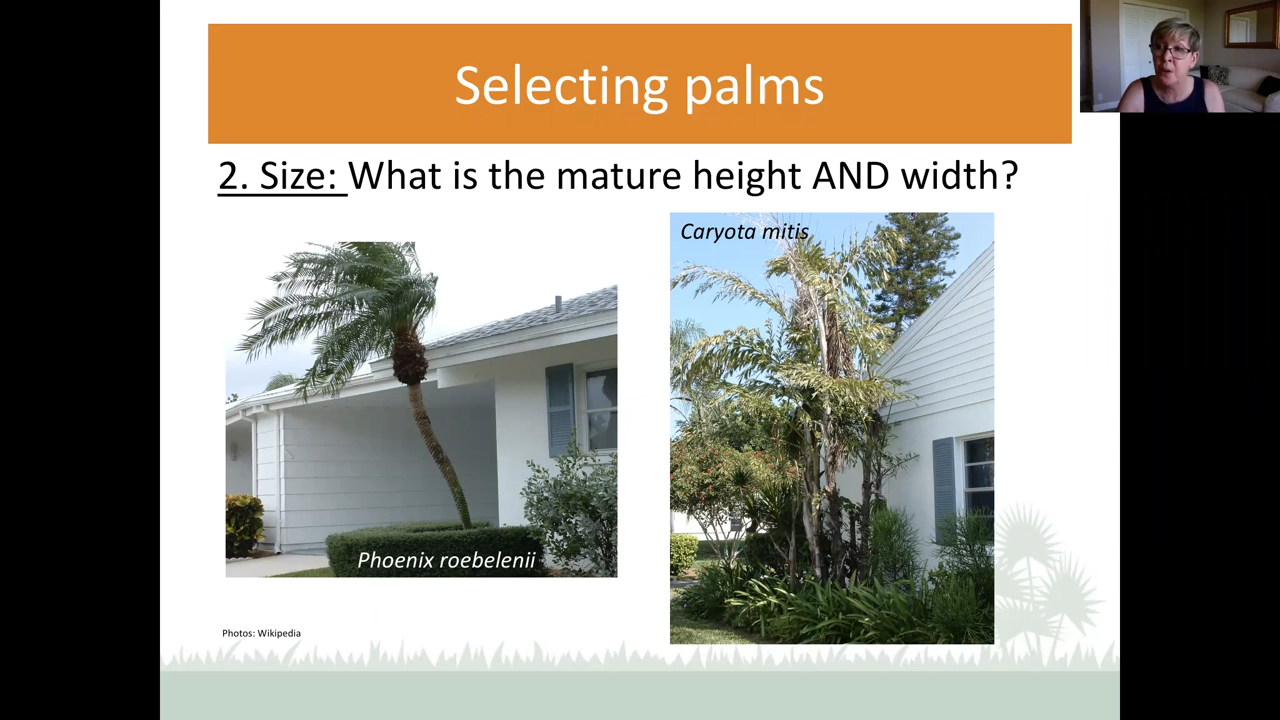 Selecting palms
2. Size: What is the mature height AND width?
Caryota mitis
Phoenix roebelenii
Photos: Wikipedia